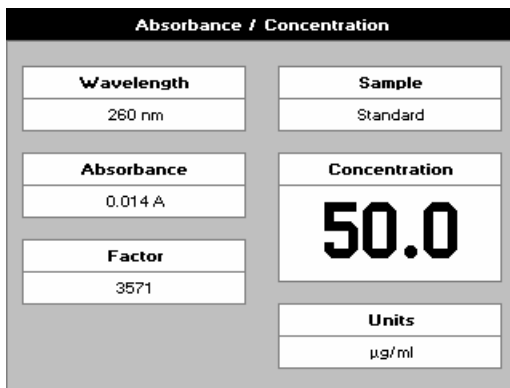 Absorbance / Concentration
Wavelength
260 nm
Absorbance
0.014 A
Factor
3571
Sample
Standard
Concentration
50.0
Units
µg/ml